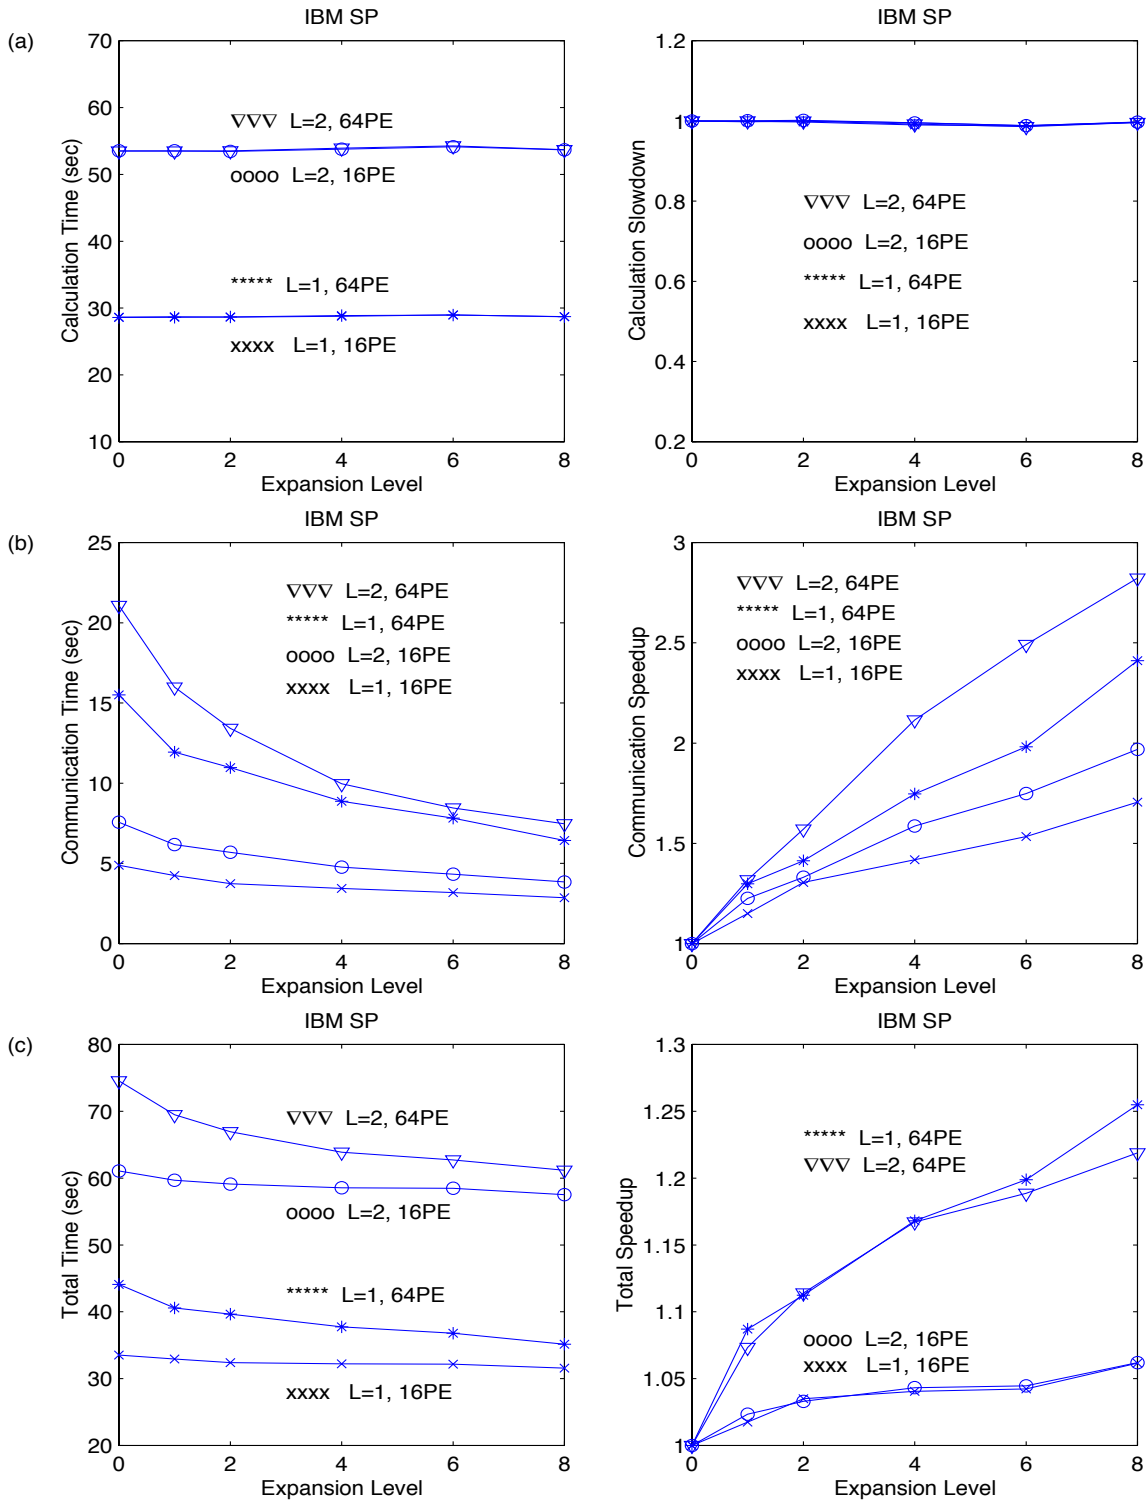 (a)
IBM SP
70
60
50
40
30
20
10
0 2 4 6 8
Calculation Time (sec)
Expansion Level
∇∇∇ L=2, 64PE
oooo L=2, 16PE
***** L=1, 64PE
xxxx L=1, 16PE
IBM SP
1.2
1
0.8
0.6
0.4
0.2
0 2 4 6 8
Calculation Slowdown
Expansion Level
∇∇∇ L=2, 64PE
oooo L=2, 16PE
***** L=1, 64PE
xxxx L=1, 16PE
(b)
IBM SP
25
20
15
10
5
0
0 2 4 6 8
Communication Time (sec)
Expansion Level
∇∇∇ L=2, 64PE
***** L=1, 64PE
oooo L=2, 16PE
xxxx L=1, 16PE
IBM SP
3
2.5
2
1.5
1
0 2 4 6 8
Communication Speedup
Expansion Level
∇∇∇ L=2, 64PE
***** L=1, 64PE
oooo L=2, 16PE
xxxx L=1, 16PE
(c)
IBM SP
80
70
60
50
40
30
20
0 2 4 6 8
Total Time (sec)
Expansion Level
∇∇∇ L=2, 64PE
oooo L=2, 16PE
***** L=1, 64PE
xxxx L=1, 16PE
IBM SP
1.3
1.25
1.2
1.15
1.1
1.05
1
0 2 4 6 8
Total Speedup
Expansion Level
***** L=1, 64PE
∇∇∇ L=2, 64PE
oooo L=2, 16PE
xxxx L=1, 16PE